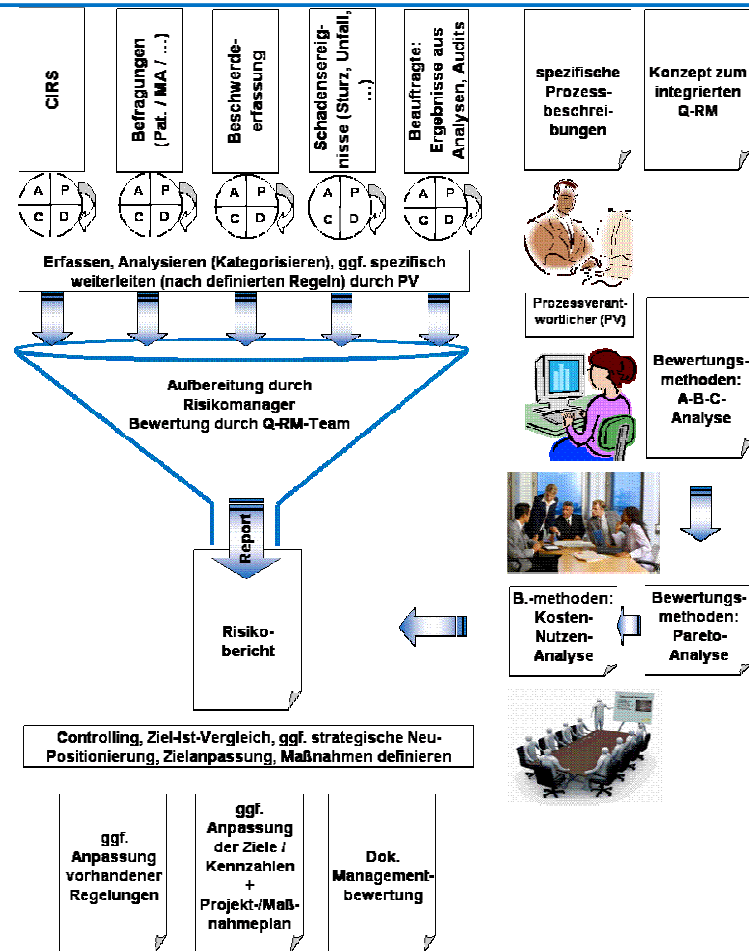 CIRS
Befragungen
(Pat. / MA / ...)
Beschwerde-
erfassung
Schadensereig-
nisse (Sturz, Unfall,
....)
Beauftragte:
Ergebnisse aus
Analysen, Audits
spezifische
Prozess-
beschrei-
bungen
Konzept zum
integrierten
Q-RM
A P
C D
A P
C D
A P
C D
A P
C D
A P
C D
Erfassen, Analysieren (Kategorisieren), ggf. spezifisch
weiterleiten (nach definierten Regeln) durch PV
Prozessverant-
wortlicher (PV)
Aufbereitung durch
Risikomanager
Bewertung durch Q-RM-Team
Bewertungs-
methoden:
A-B-C-
Analyse
Report
Risiko-
bericht
B.-methoden:
Kosten-
Nutzen-
Analyse
Bewertungs-
methoden:
Pareto-
Analyse
Controlling, Ziel-Ist-Vergleich, ggf. strategische Neu-
Positionierung, Zielanpassung, Maßnahmen definieren
ggf.
Anpassung
vorhandener
Regelungen
ggf.
Anpassung
der Ziele /
Kennzahlen
+
Projekt-/Maß-
nahmeplan
Dok.
Management-
bewertung